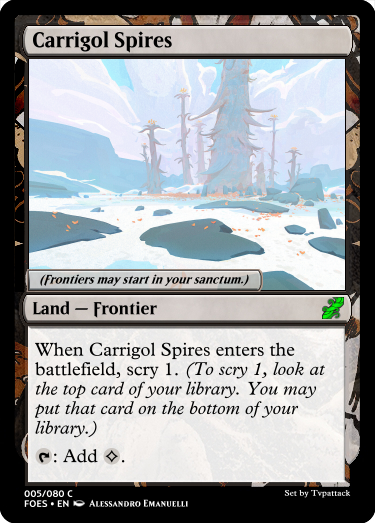 Carrigol Spires
(Frontiers may start in your sanctum.)
Land — Frontier
When Carrigol Spires enters the
battlefield, scry 1. (To scry 1, look at
the top card of your library. You may
put that card on the bottom of your
library.)
: Add .
005/080 C
FOES • EN Alessandro Emanuelli
Set by Tvpattack